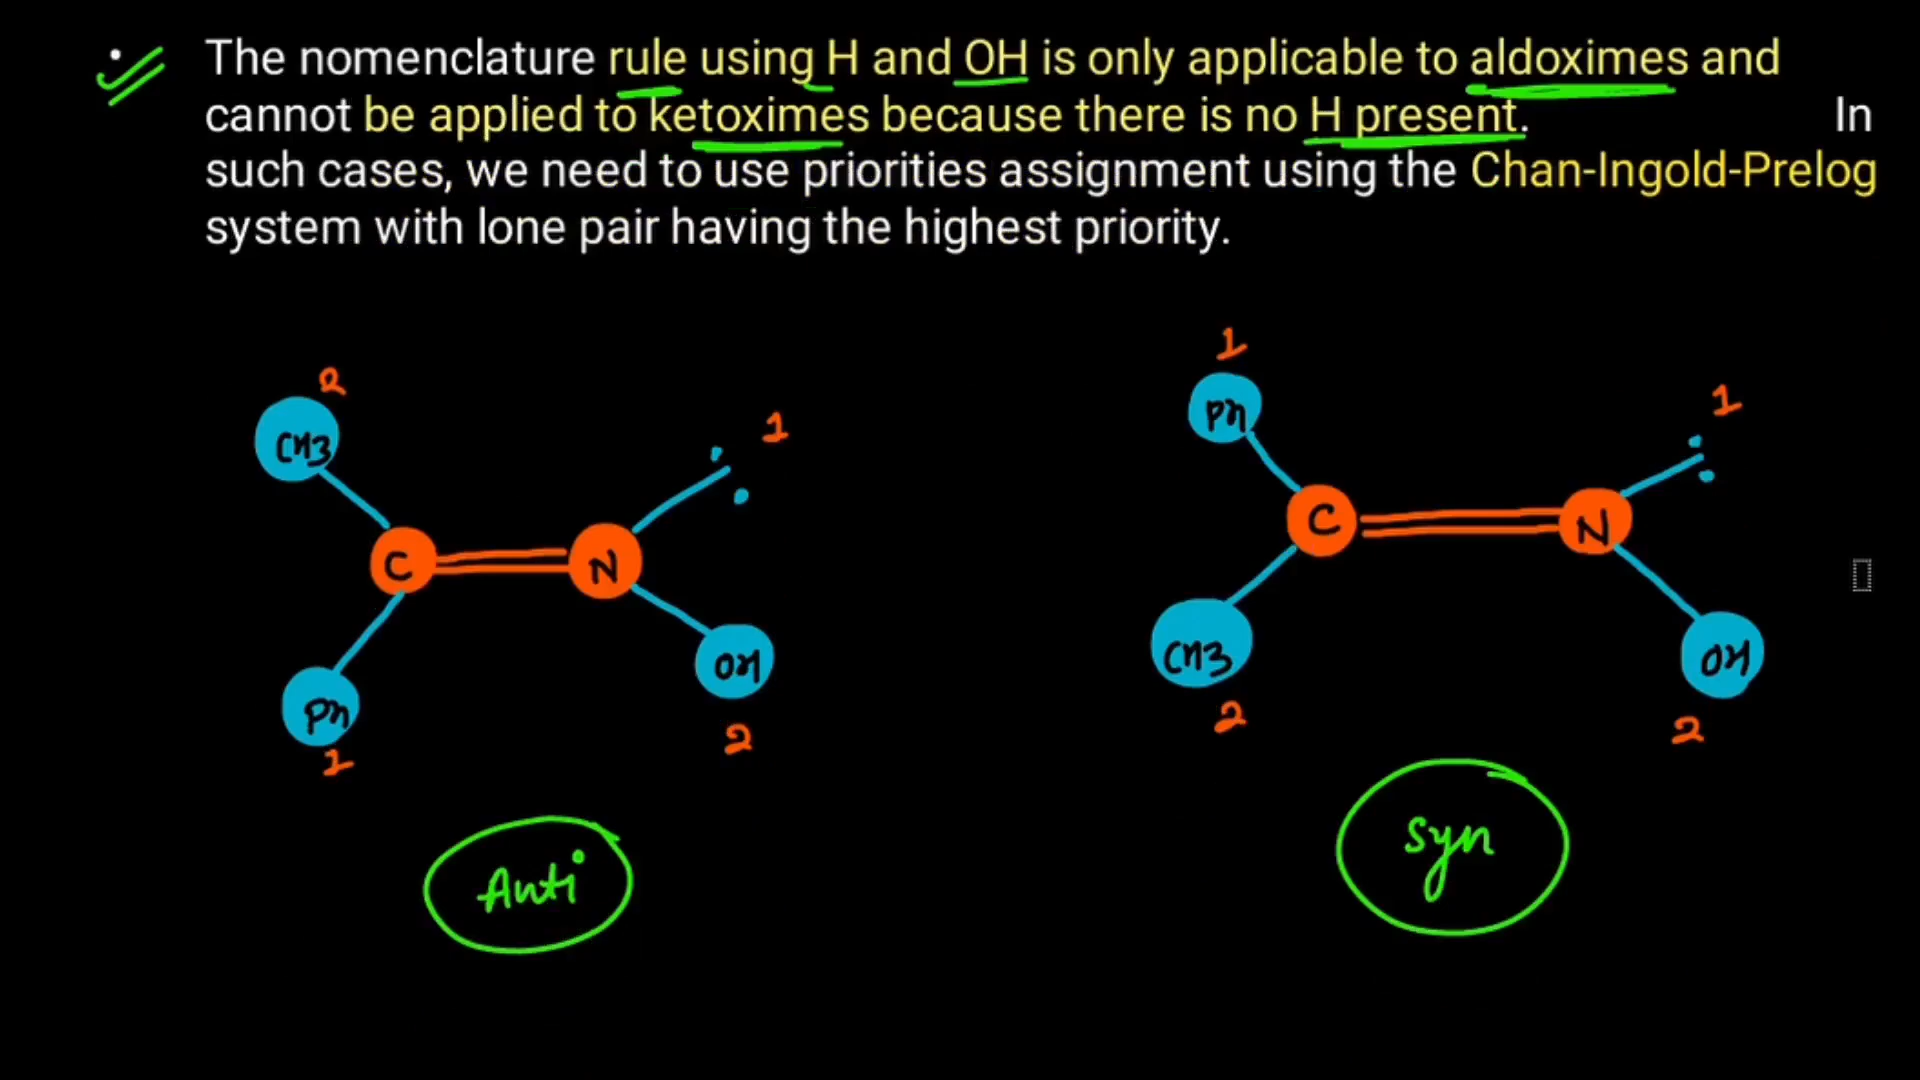 The nomenclature rule using H and OH is only applicable to aldoximes and
cannot be applied to ketoximes because there is no H present. In
such cases, we need to use priorities assignment using the Chan-Ingold-Prelog
system with lone pair having the highest priority.
2
CH3
1
C
N
OH
2
Ph
1
Anti
1
Ph
1
C
N
CH3
2
OH
2
Syn